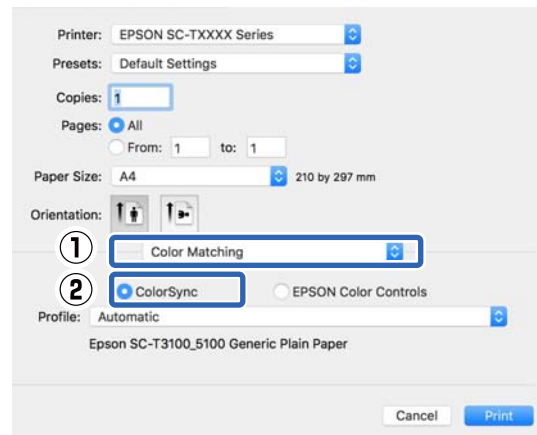 Printer: EPSON SC-TXXXX Series
Presets: Default Settings
Copies: 1
Pages: All
From: 1 to: 1
Paper Size: A4 210 by 297 mm
Orientation:
① Color Matching
② ColorSync EPSON Color Controls
Profile: Automatic
Epson SC-T3100_5100 Generic Plain Paper
Cancel Print